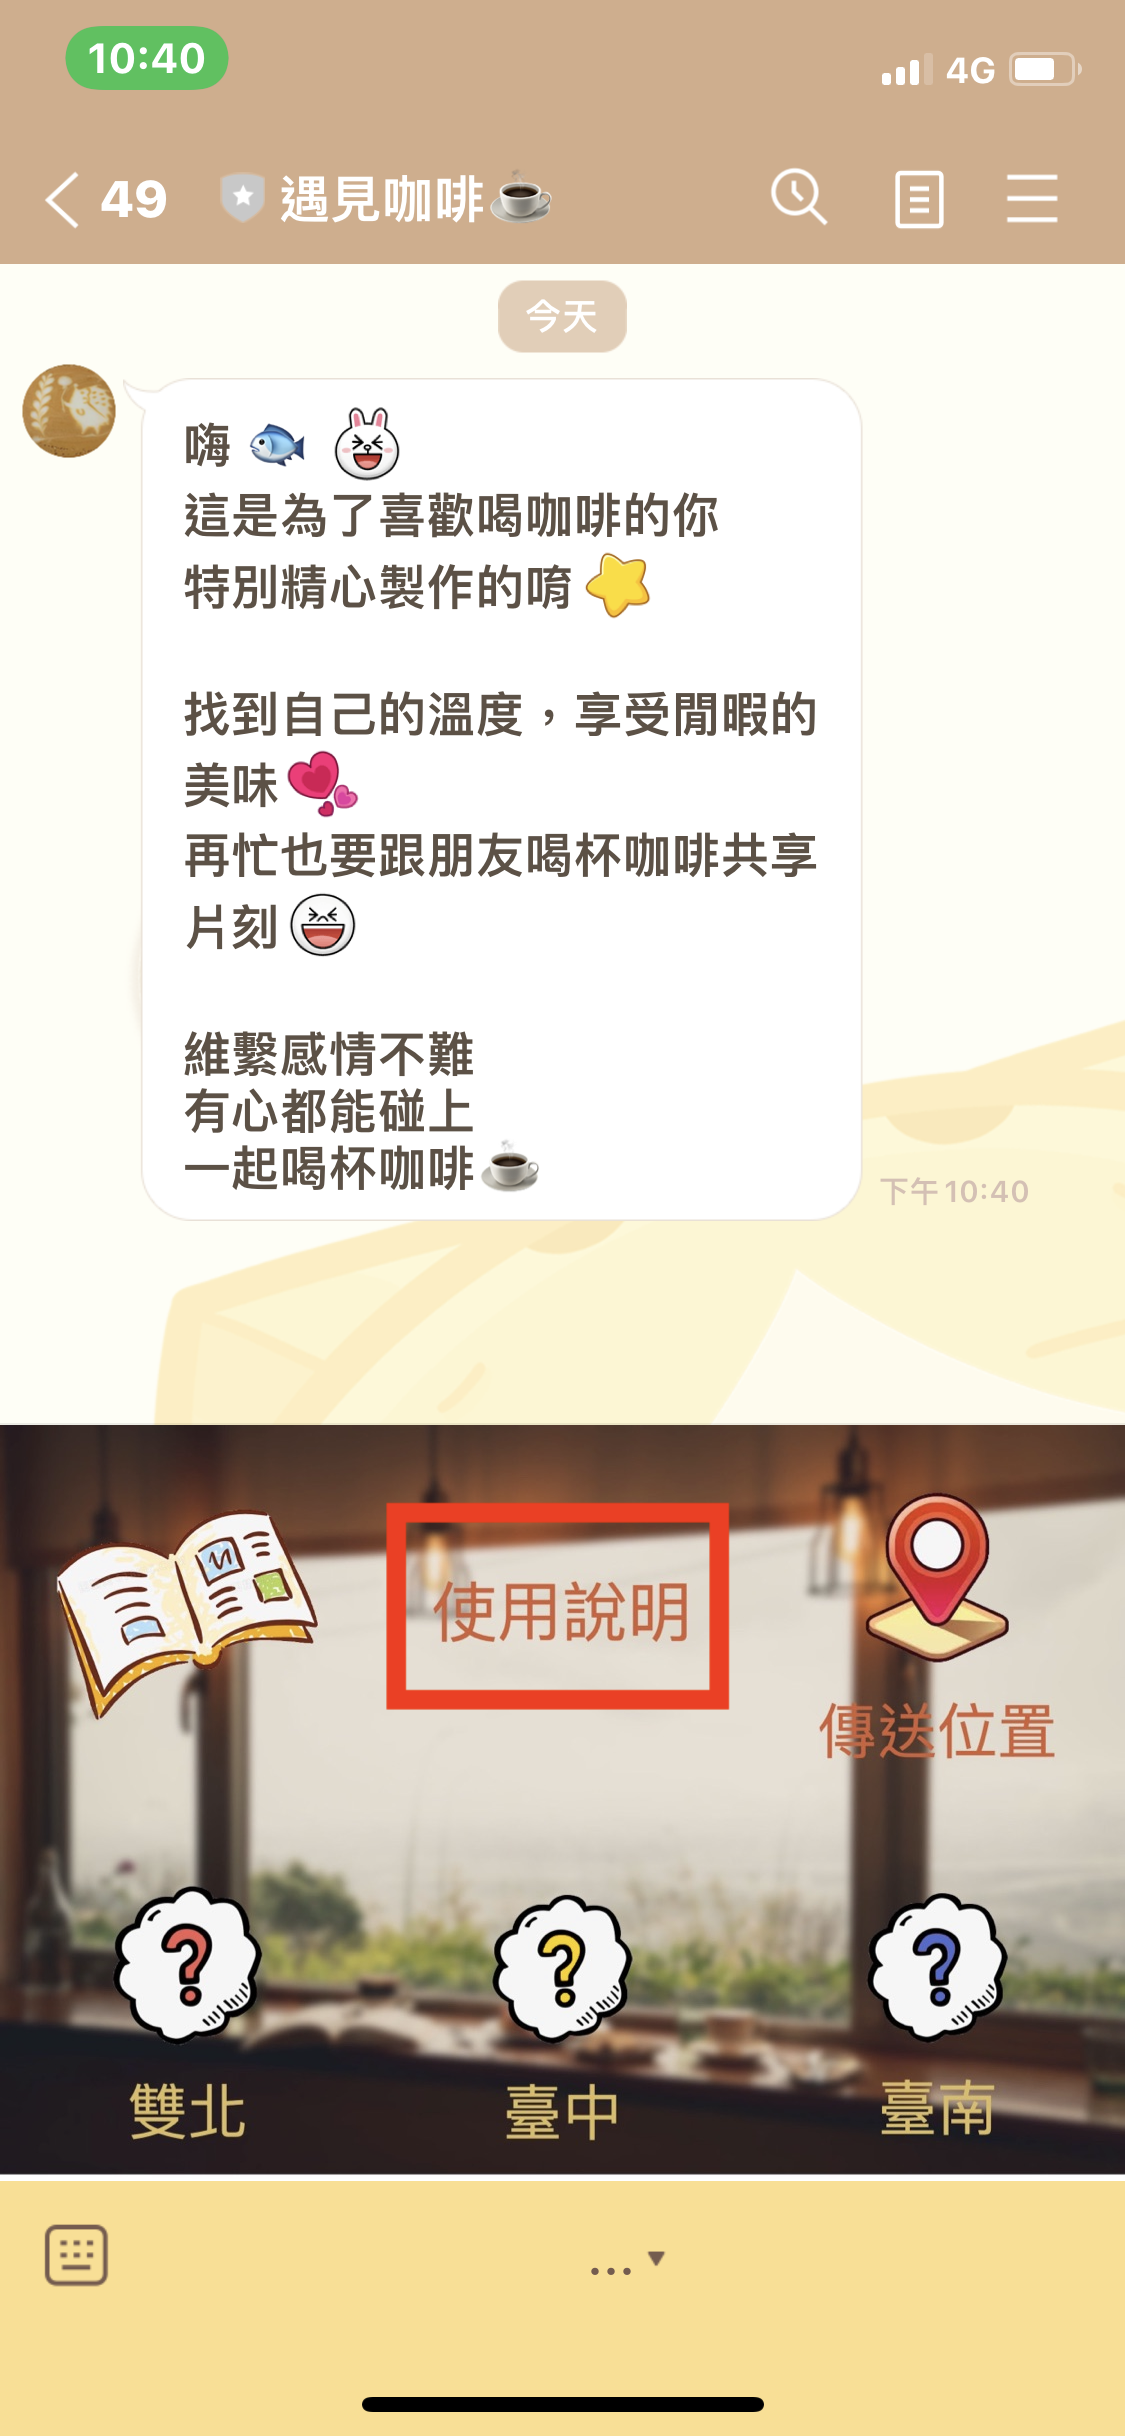 10:40
4G
49
遇見咖啡☕
今天
嗨 🐟
這是為了喜歡喝咖啡的你
特別精心製作的唷
找到自己的溫度，享受閒暇的
美味
再忙也要跟朋友喝杯咖啡共享
片刻
維繫感情不難
有心都能碰上
一起喝杯咖啡☕
下午10:40
使用說明
傳送位置
?
?
?
雙北
臺中
臺南
... ▼